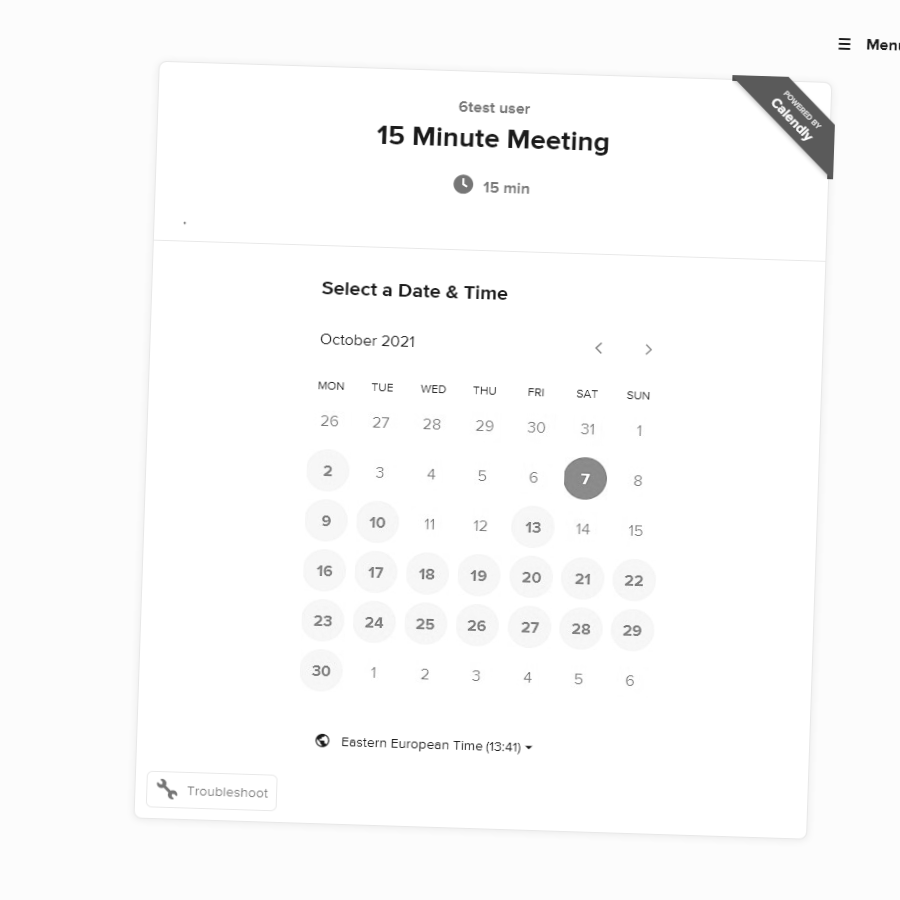 ☰ Menu
POWERED BY
Calendly
6test user
15 Minute Meeting
15 min
.
Select a Date & Time
October 2021
MON TUE WED THU FRI SAT SUN
26 27 28 29 30 31 1
2 3 4 5 6 7 8
9 10 11 12 13 14 15
16 17 18 19 20 21 22
23 24 25 26 27 28 29
30 1 2 3 4 5 6
Eastern European Time (13:41)
Troubleshoot